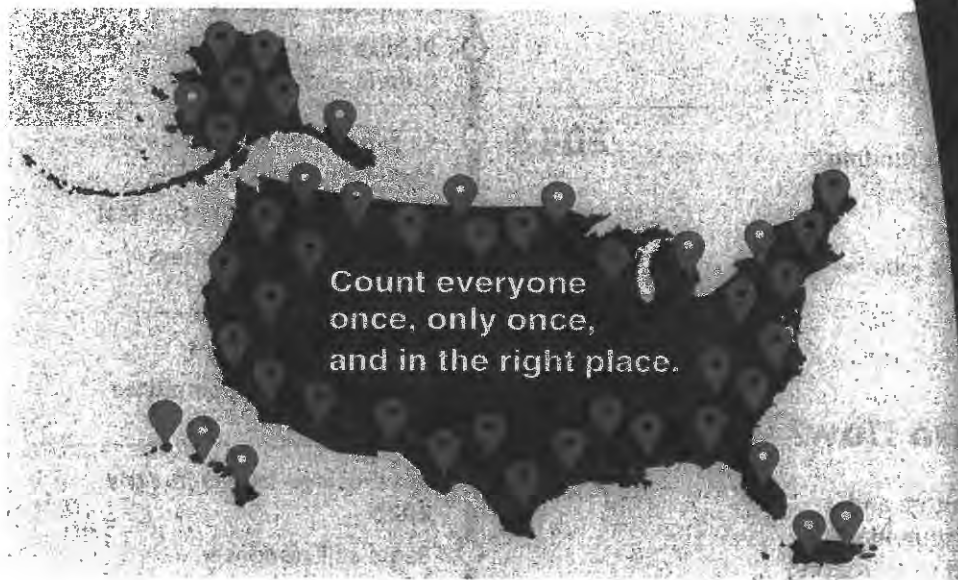 Count everyone
once, only once,
and in the right place.